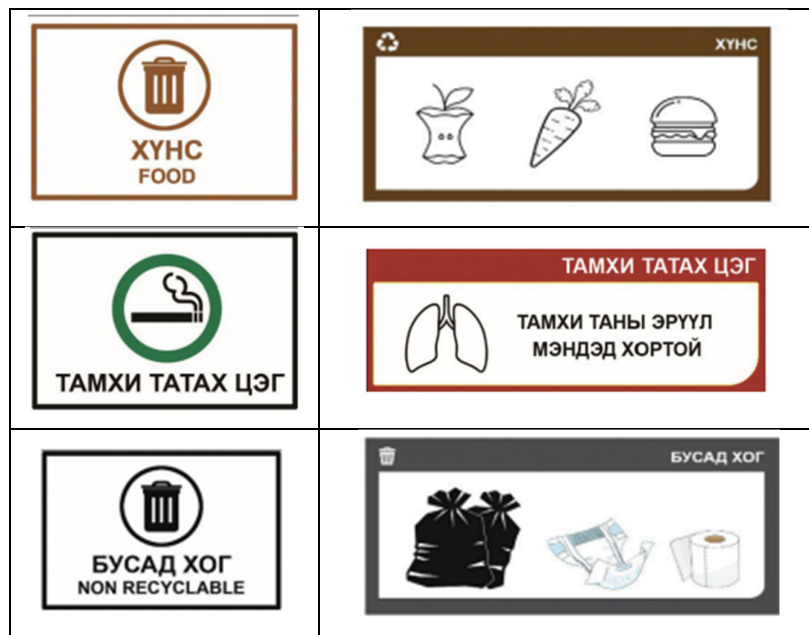 ХҮНС
FOOD
ХҮНС
ТАМХИ ТАТАХ ЦЭГ
ТАМХИ ТАТАХ ЦЭГ
ТАМХИ ТАНЫ ЭРҮҮЛ
МЭНДЭД ХОРТОЙ
БУСАД ХОГ
NON RECYCLABLE
БУСАД ХОГ